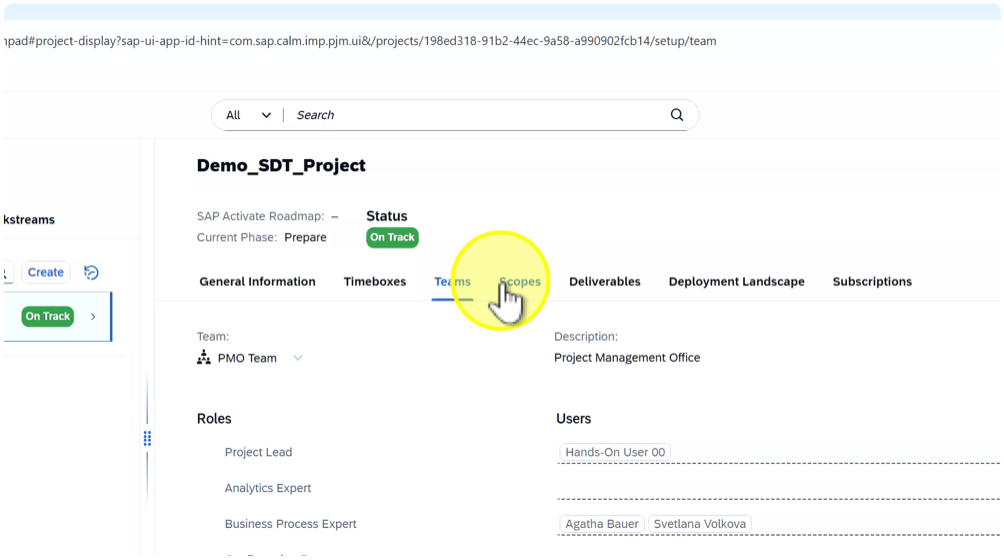 npad#project-display?sap-ui-app-id-hint=com.sap.calm.imp.pjm.ui&/projects/198ed318-91b2-44ec-9a58-a990902fcb14/setup/team
All Search
Demo_SDT_Project
SAP Activate Roadmap: – Status
Current Phase: Prepare On Track
kstreams
Create
On Track
General Information Timeboxes Teams Scopes Deliverables Deployment Landscape Subscriptions
Team: Description:
PMO Team Project Management Office
Roles Users
Project Lead Hands-On User 00
Analytics Expert
Business Process Expert Agatha Bauer Svetlana Volkova